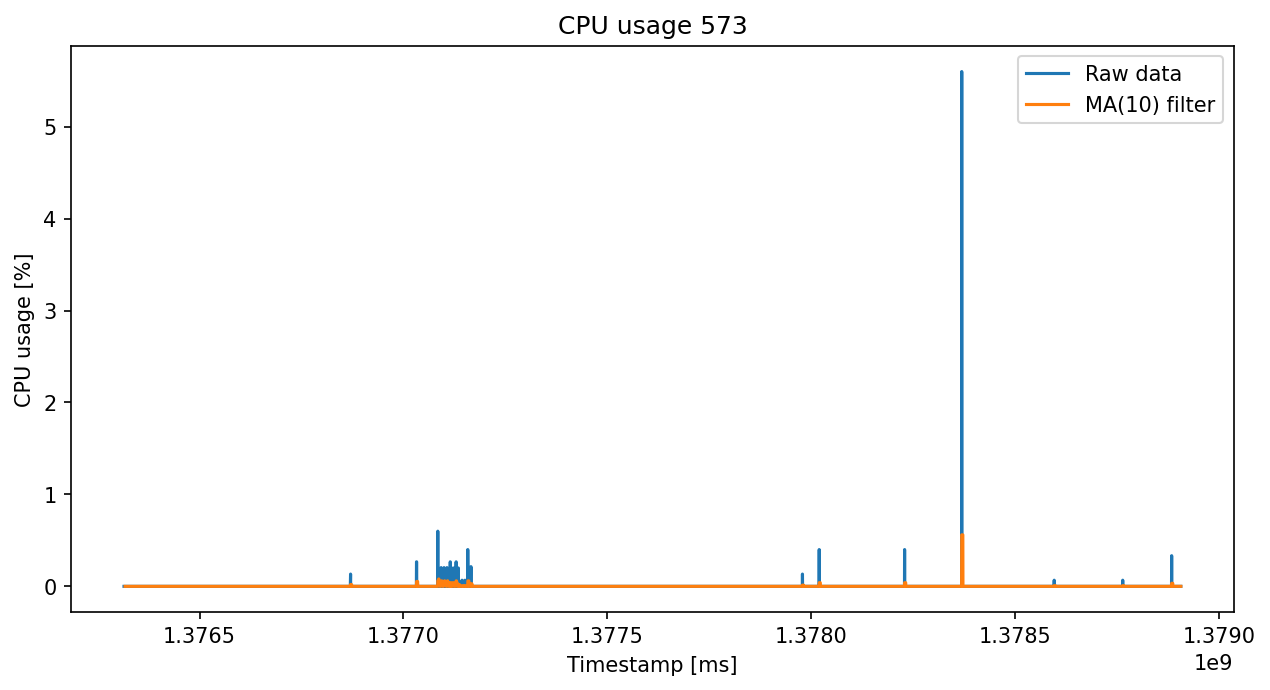 CPU usage 573
Raw data
MA(10) filter
CPU usage [%]
5
4
3
2
1
0
1.3765 1.3770 1.3775 1.3780 1.3785 1.3790
1e9
Timestamp [ms]